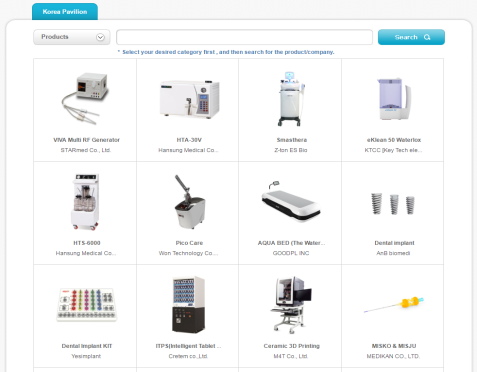 Korea Pavilion
Products
Search
* Select your desired category first , and then search for the product/company.
VIVA Multi RF Generator
STARmed Co., Ltd.
HTA-30V
Hansung Medical Co...
Smasthera
Z-ton ES Bio
eKlean 50 Waterlox
KTCC [Key Tech ele...
HTS-6000
Hansung Medical Co...
Pico Care
Won Technology Co...
AQUA BED (The Water...
GOODPL INC
Dental implant
AnB biomedi
Dental Implant KIT
Yesimplant
ITPS(Intelligent Tablet ...
Cretem co.,Ltd.
Ceramic 3D Printing
M4T Co., Ltd.
MISKO & MISJU
MEDIKAN CO., LTD.